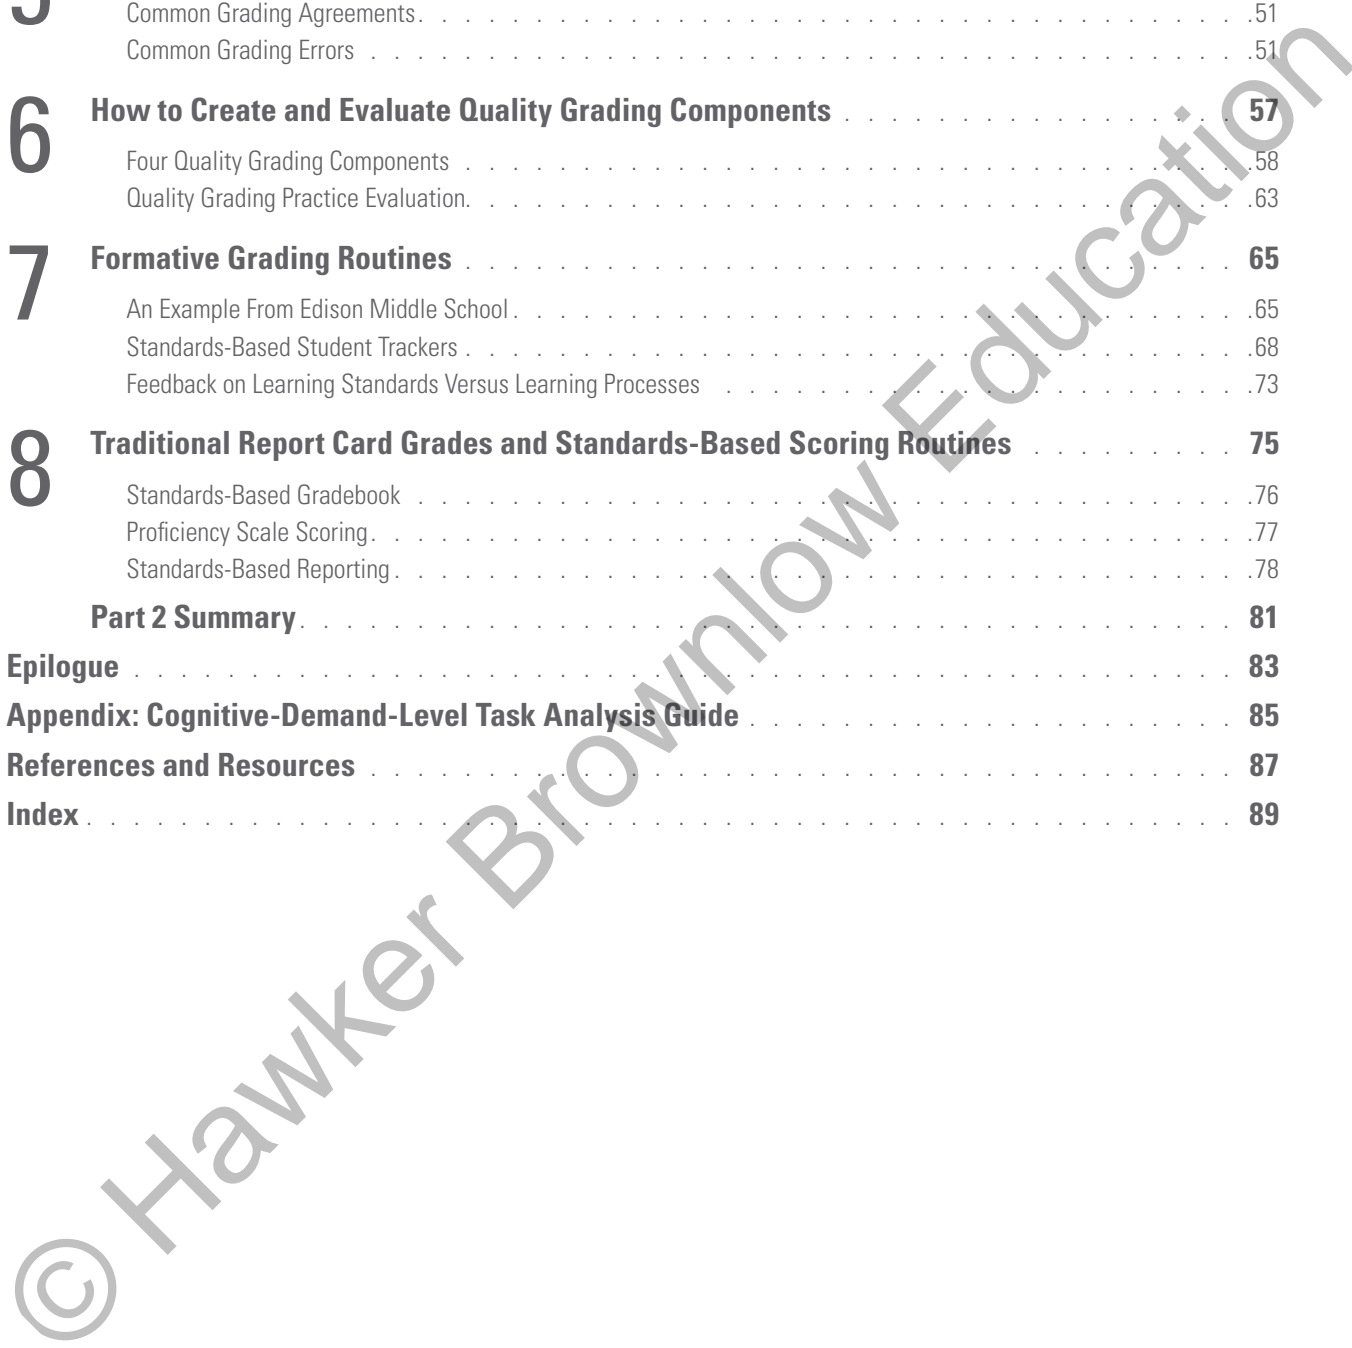 5
Common Grading Agreements . . . . . . . . . . . . . . . . . . . . . . . . . . . . . . . . . . . .51
Common Grading Errors . . . . . . . . . . . . . . . . . . . . . . . . . . . . . . . . . . . . . .51
6 How to Create and Evaluate Quality Grading Components . . . . . . . . . . . . . . . . . 57
Four Quality Grading Components . . . . . . . . . . . . . . . . . . . . . . . . . . . . . . . . . .58
Quality Grading Practice Evaluation. . . . . . . . . . . . . . . . . . . . . . . . . . . . . . . . . .63
7 Formative Grading Routines . . . . . . . . . . . . . . . . . . . . . . . . . . . . . . . . . 65
An Example From Edison Middle School . . . . . . . . . . . . . . . . . . . . . . . . . . . . . . . .65
Standards-Based Student Trackers . . . . . . . . . . . . . . . . . . . . . . . . . . . . . . . . . .68
Feedback on Learning Standards Versus Learning Processes . . . . . . . . . . . . . . . . . . . . . . .73
8 Traditional Report Card Grades and Standards-Based Scoring Routines . . . . . . . . . 75
Standards-Based Gradebook . . . . . . . . . . . . . . . . . . . . . . . . . . . . . . . . . . . .76
Proficiency Scale Scoring . . . . . . . . . . . . . . . . . . . . . . . . . . . . . . . . . . . . . .77
Standards-Based Reporting . . . . . . . . . . . . . . . . . . . . . . . . . . . . . . . . . . . . .78
Part 2 Summary . . . . . . . . . . . . . . . . . . . . . . . . . . . . . . . . . . . . . . . . 81
Epilogue . . . . . . . . . . . . . . . . . . . . . . . . . . . . . . . . . . . . . . . . . . . . . . . 83
Appendix: Cognitive-Demand-Level Task Analysis Guide . . . . . . . . . . . . . . . . . . . . . 85
References and Resources . . . . . . . . . . . . . . . . . . . . . . . . . . . . . . . . . . . . . 87
Index . . . . . . . . . . . . . . . . . . . . . . . . . . . . . . . . . . . . . . . . . . . . . . . . . 89
© Hawker Brownlow Education